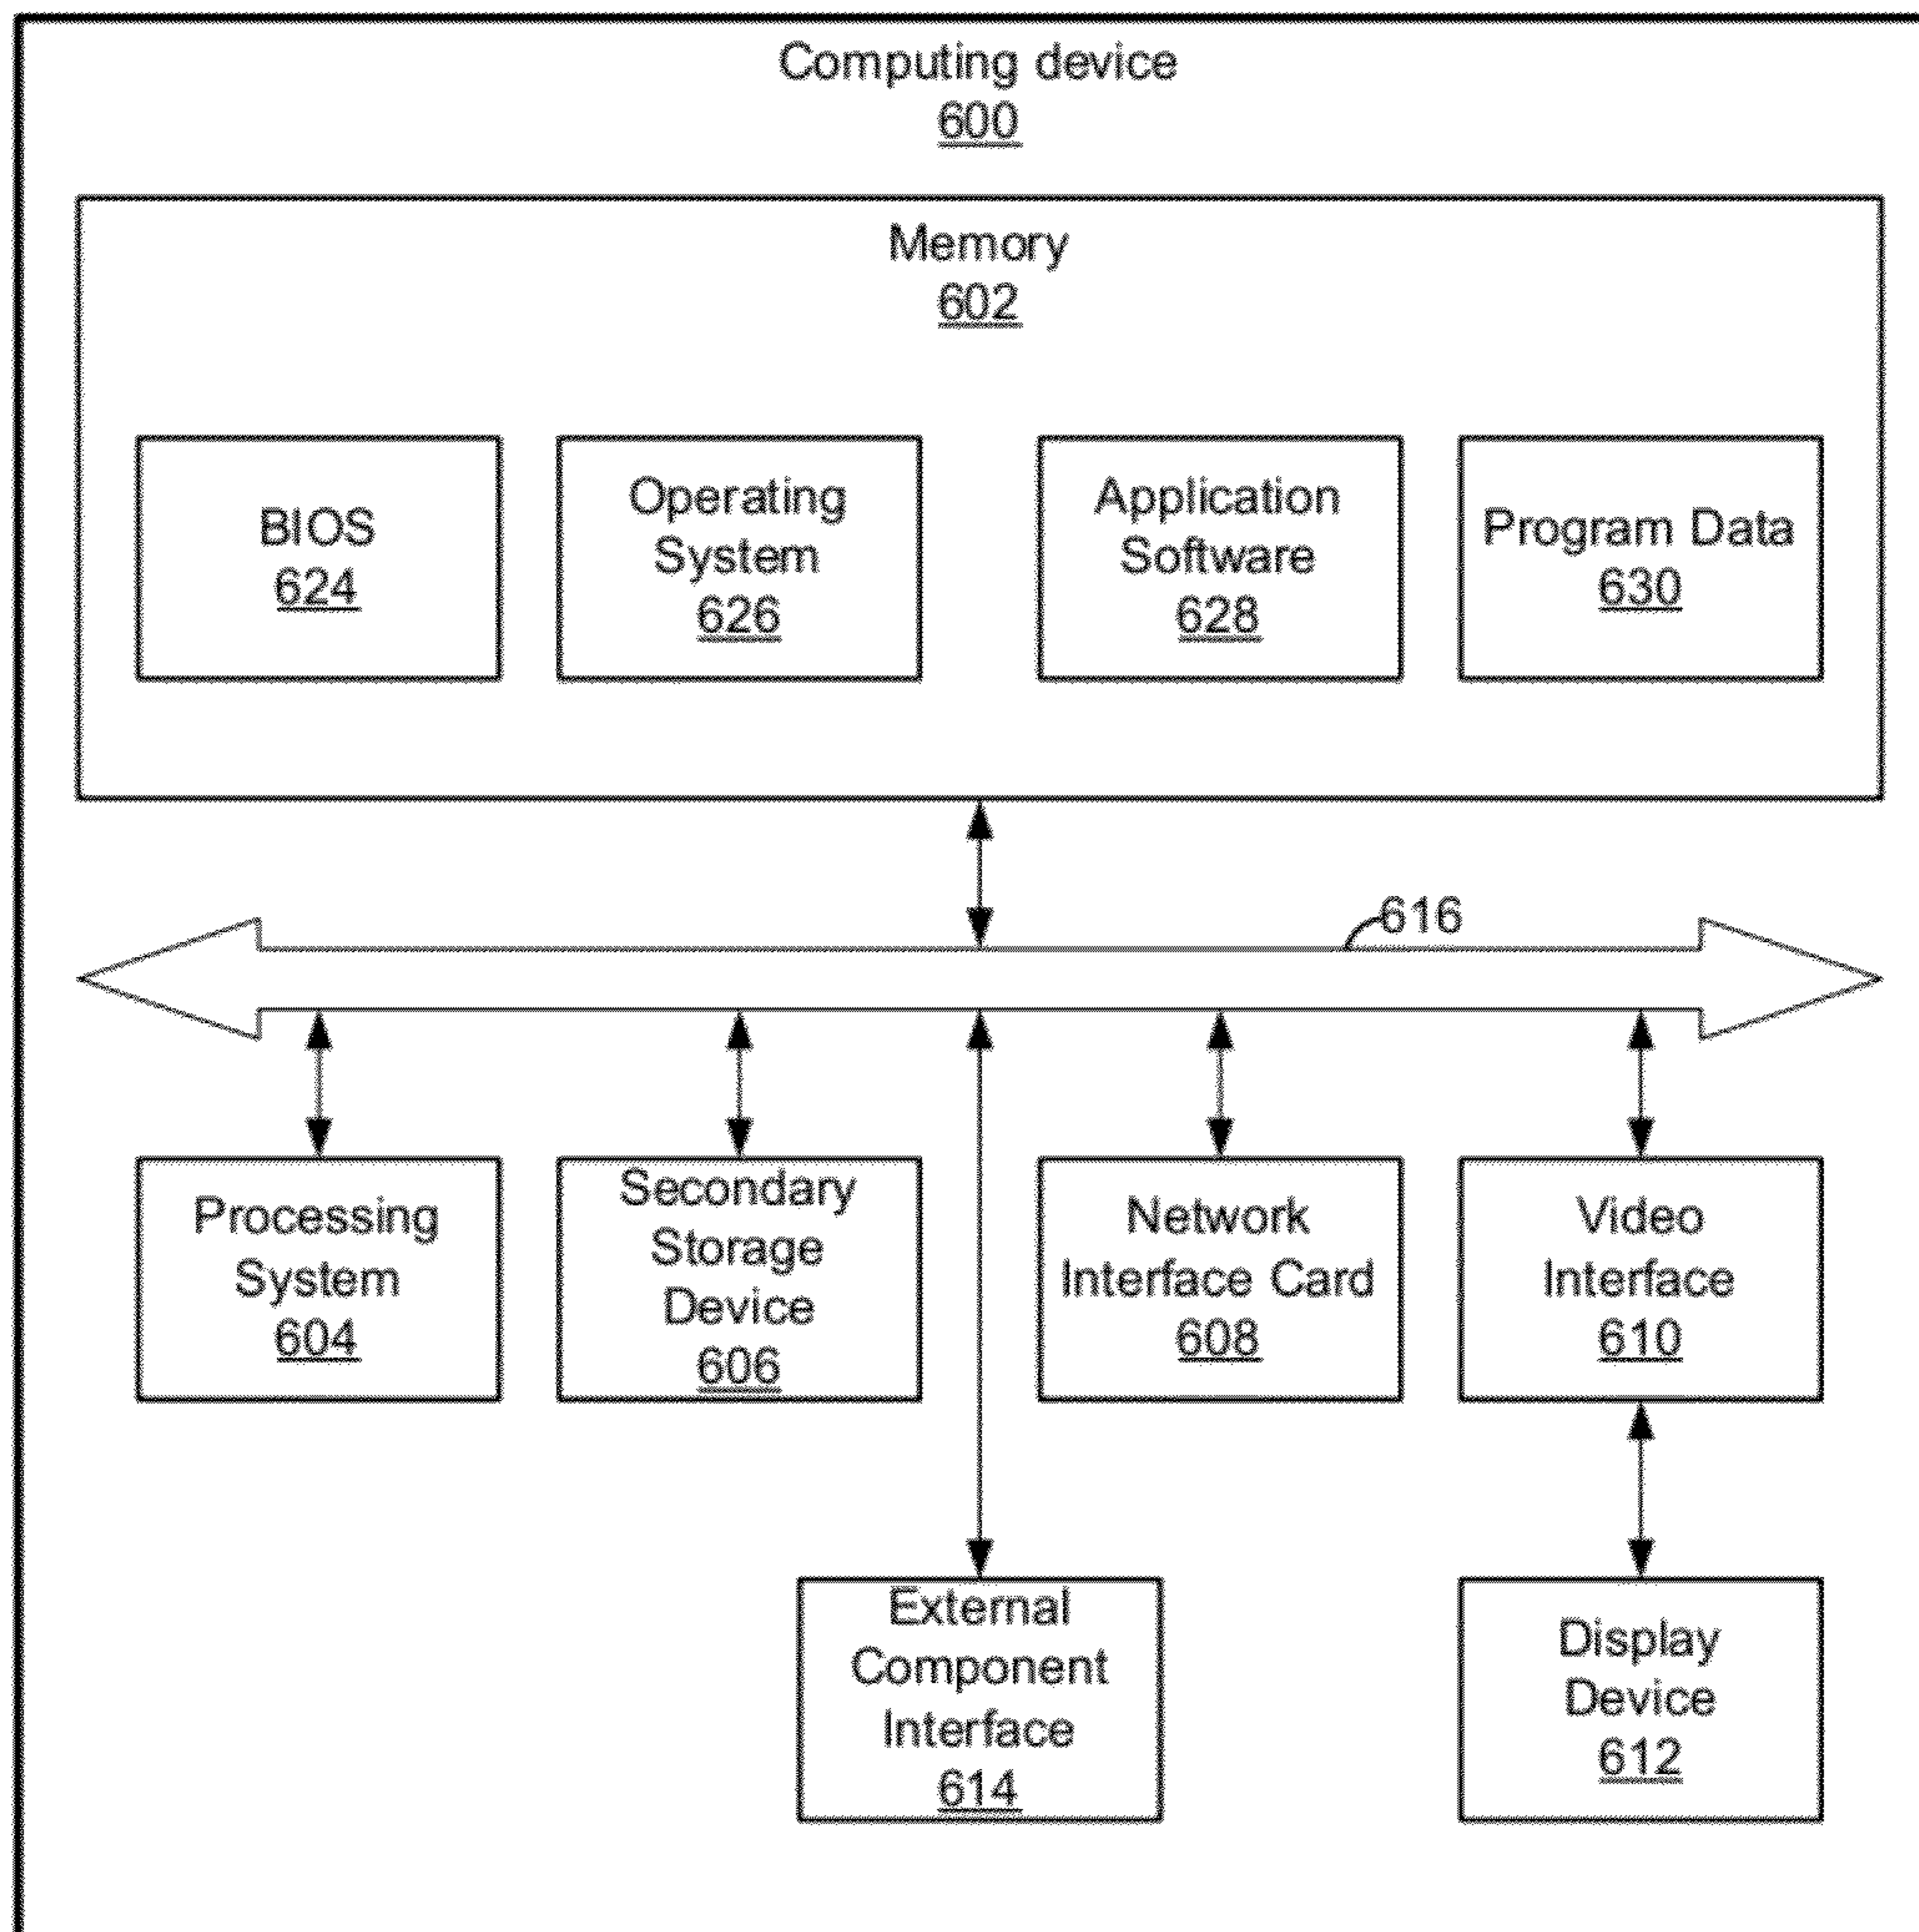 Computing device
600
Memory
602
BIOS
624
Operating
System
626
Application
Software
628
Program Data
630
616
Processing
System
604
Secondary
Storage
Device
606
Network
Interface Card
608
Video
Interface
610
External
Component
Interface
614
Display
Device
612